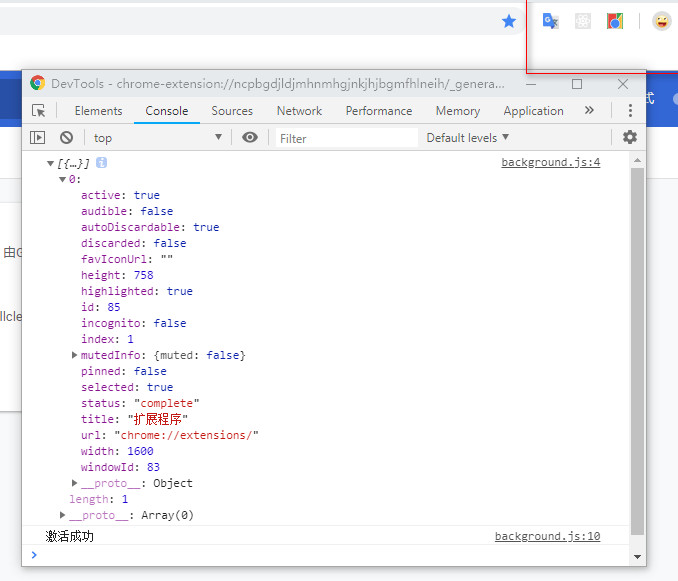 DevTools - chrome-extension://ncpbgdjldjmhnmhgjnkjhjbgmfhlneih/_genera...
式
Elements Console Sources Network Performance Memory Application »
top Filter Default levels
[{…}] background.js:4
0:
active: true
audible: false
autoDiscardable: true
discarded: false
由G
favIconUrl: ""
height: 758
highlighted: true
id: 85
llcle
incognito: false
index: 1
mutedInfo: {muted: false}
pinned: false
selected: true
status: "complete"
title: "扩展程序"
url: "chrome://extensions/"
width: 1600
windowId: 83
__proto__: Object
length: 1
__proto__: Array(0)
激活成功 background.js:10